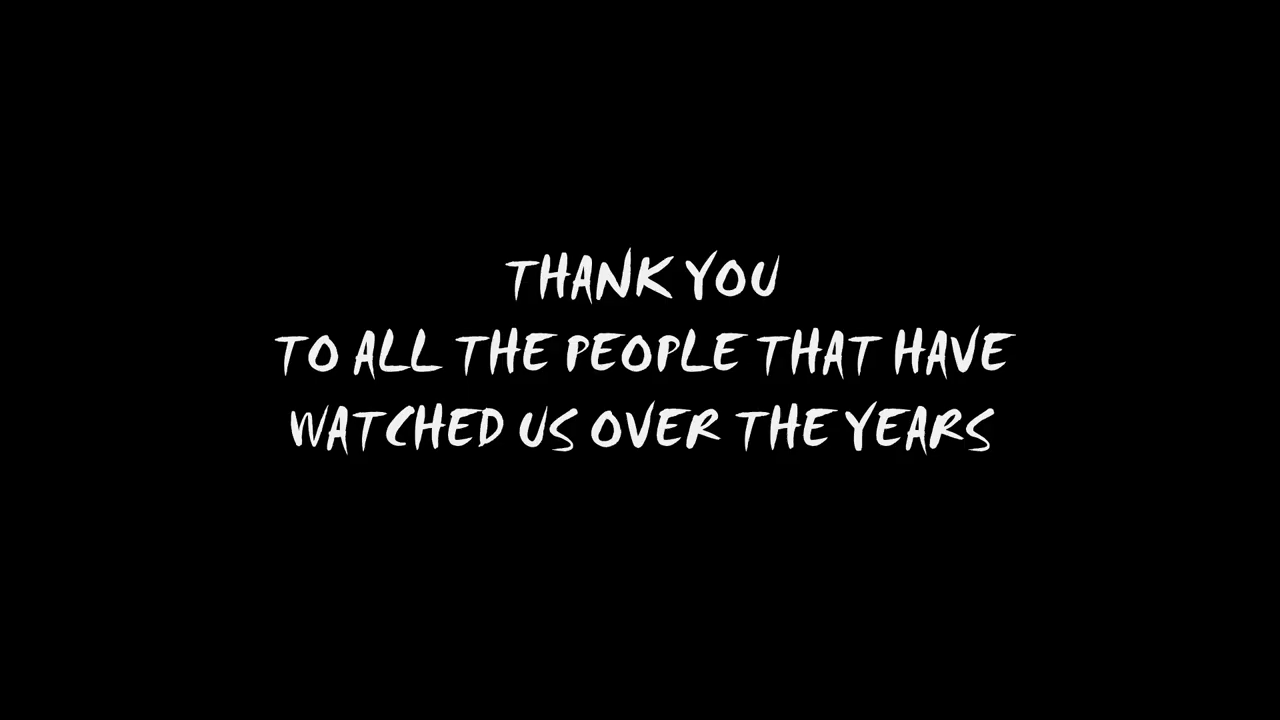 THANK YOU
TO ALL THE PEOPLE THAT HAVE
WATCHED US OVER THE YEARS